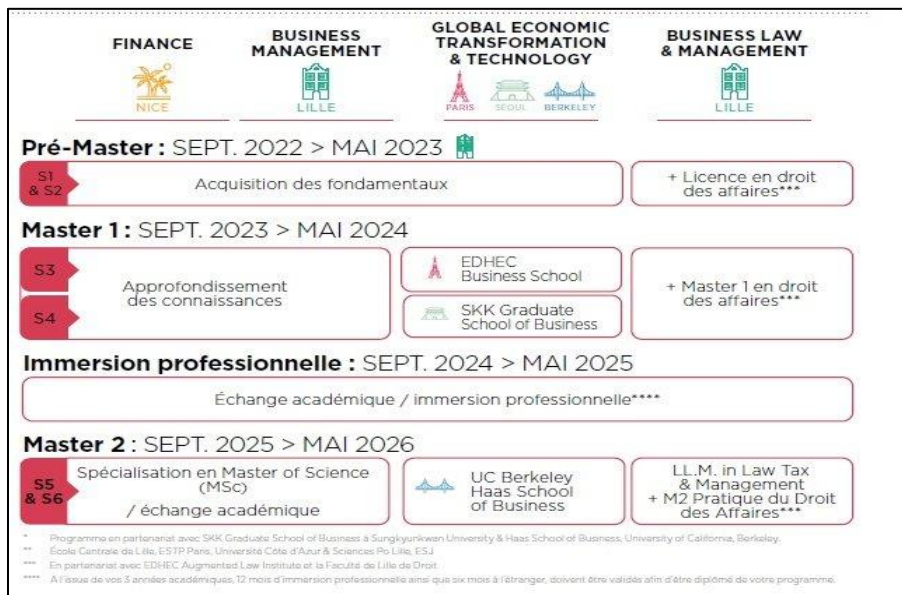 FINANCE
NICE
BUSINESS
MANAGEMENT
LILLE
GLOBAL ECONOMIC
TRANSFORMATION
& TECHNOLOGY
PARIS SEOUL BERKELEY
BUSINESS LAW
& MANAGEMENT
LILLE
Pré-Master : SEPT. 2022 > MAI 2023
S1
& S2
Acquisition des fondamentaux
+ Licence en droit
des affaires***
Master 1 : SEPT. 2023 > MAI 2024
S3
S4
Approfondissement
des connaissances
EDHEC
Business School
SKK Graduate
School of Business
+ Master 1 en droit
des affaires***
Immersion professionnelle : SEPT. 2024 > MAI 2025
Échange académique / immersion professionnelle****
Master 2 : SEPT. 2025 > MAI 2026
S5
& S6
Spécialisation en Master of Science
(MSc)
/ échange académique
UC Berkeley
Haas School
of Business
LL.M. in Law Tax
& Management
+ M2 Pratique du Droit
des Affaires***
* Programme en partenariat avec SKK Graduate School of Business à Sungkyunkwan University & Haas School of Business, University of California, Berkeley.
** École Centrale de Lille, ESTP Paris, Université Côte d'Azur & Sciences Po Lille, ESJ
*** En partenariat avec EDHEC Augmented Law Institute et la Faculté de Lille de Droit
**** A l'issue de vos 3 années académiques, 12 mois d'immersion professionnelle ainsi que six mois à l'étranger, doivent être validés afin d'être diplômé de votre programme.